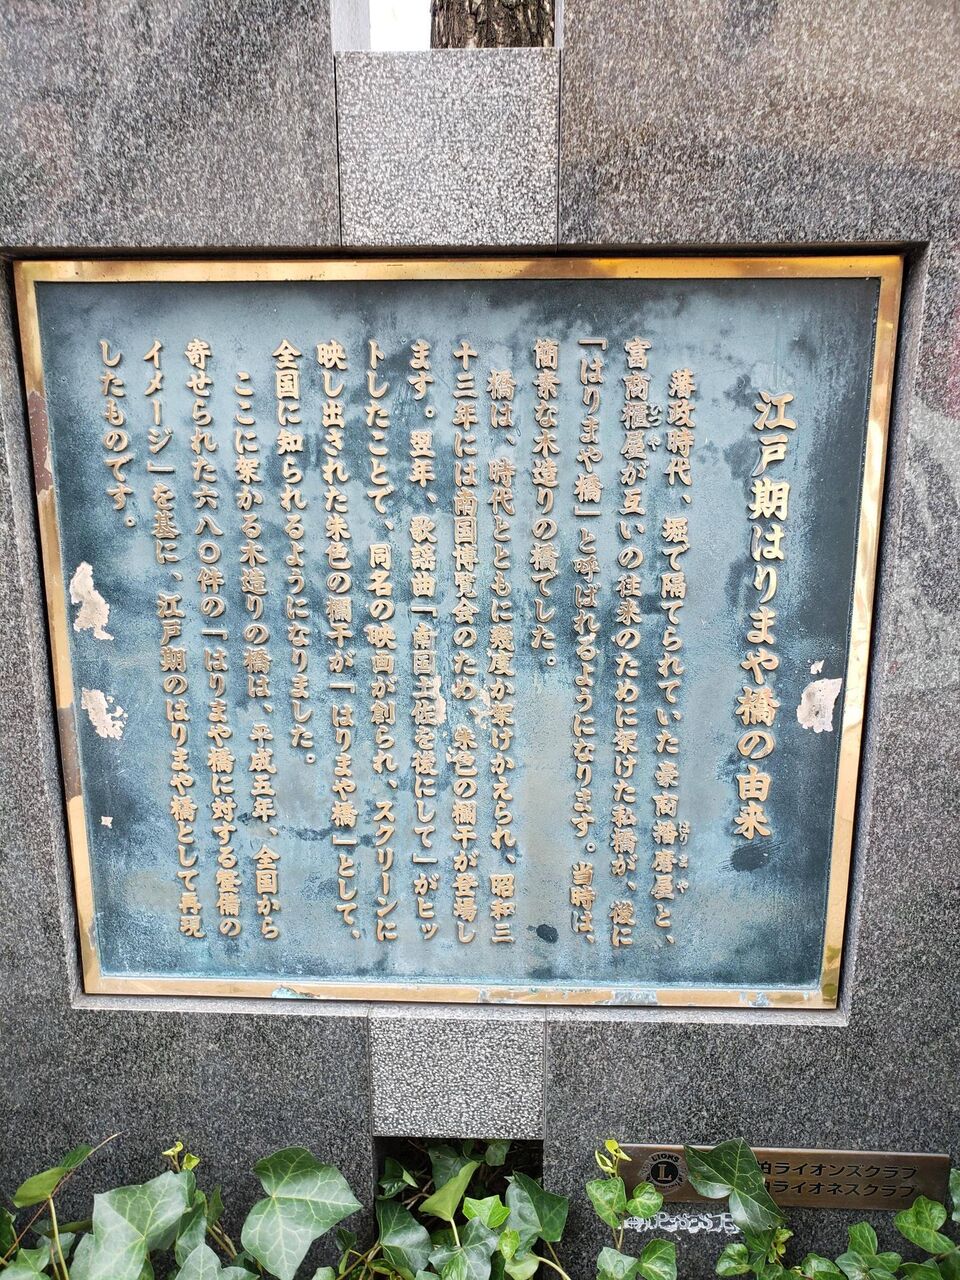 江戸期はりまや橋の由来
藩政時代、堀で隔てられていた豪商播磨屋と、
はりまや
富商櫃屋が互いの往来のために架けた私橋が、後に
ひつや
「はりまや橋」と呼ばれるようになります。当時は、
簡素な木造りの橋でした。
橋は、時代とともに幾度か架けかえられ、昭和三
十三年には南国博覧会のため、朱色の欄干が登場し
ます。翌年、歌謡曲「南国土佐を後にして」がヒッ
トしたことで、同名の映画が創られ、スクリーンに
映し出された朱色の欄干が「はりまや橋」として、
全国に知られるようになりました。
ここに架かる木造りの橋は、平成五年、全国から
寄せられた六八〇件の「はりまや橋に対する整備の
イメージ」を基に、江戸期のはりまや橋として再現
したものです。
LIONS
L
ライオンズクラブ
ライオネスクラブ